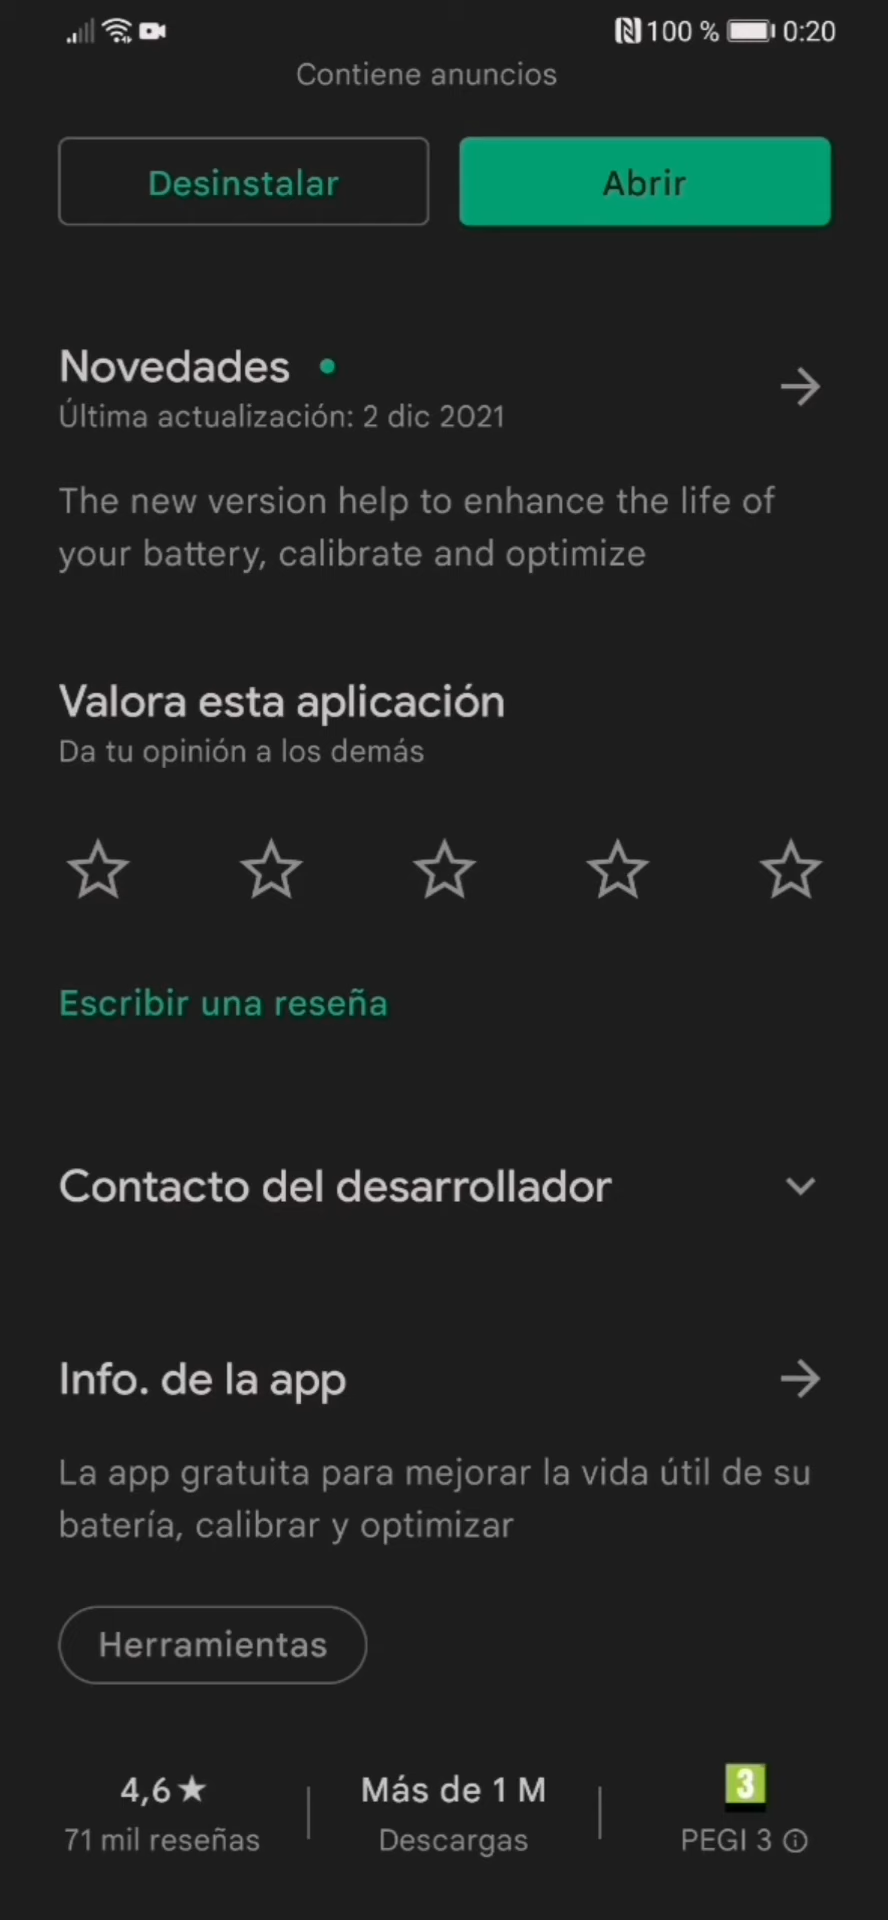 100 % 0:20
Contiene anuncios
Desinstalar
Abrir
Novedades
Última actualización: 2 dic 2021
The new version help to enhance the life of
your battery, calibrate and optimize
Valora esta aplicación
Da tu opinión a los demás
Escribir una reseña
Contacto del desarrollador
Info. de la app
La app gratuita para mejorar la vida útil de su
batería, calibrar y optimizar
Herramientas
4,6★
71 mil reseñas
Más de 1 M
Descargas
3
PEGI 3